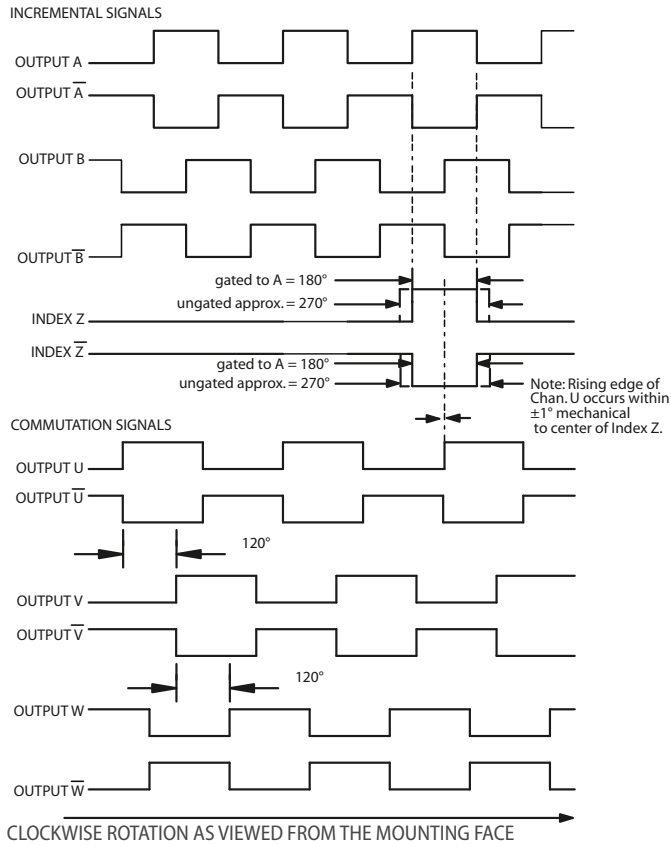 INCREMENTAL SIGNALS
OUTPUT A
OUTPUT A̅
OUTPUT B
OUTPUT B̅
gated to A = 180°
ungated approx. = 270°
INDEX Z
INDEX Z̅
gated to A = 180°
ungated approx. = 270°
Note: Rising edge of
Chan. U occurs within
±1° mechanical
to center of Index Z.
COMMUTATION SIGNALS
OUTPUT U
OUTPUT U̅
120°
OUTPUT V
OUTPUT V̅
120°
OUTPUT W
OUTPUT W̅
CLOCKWISE ROTATION AS VIEWED FROM THE MOUNTING FACE